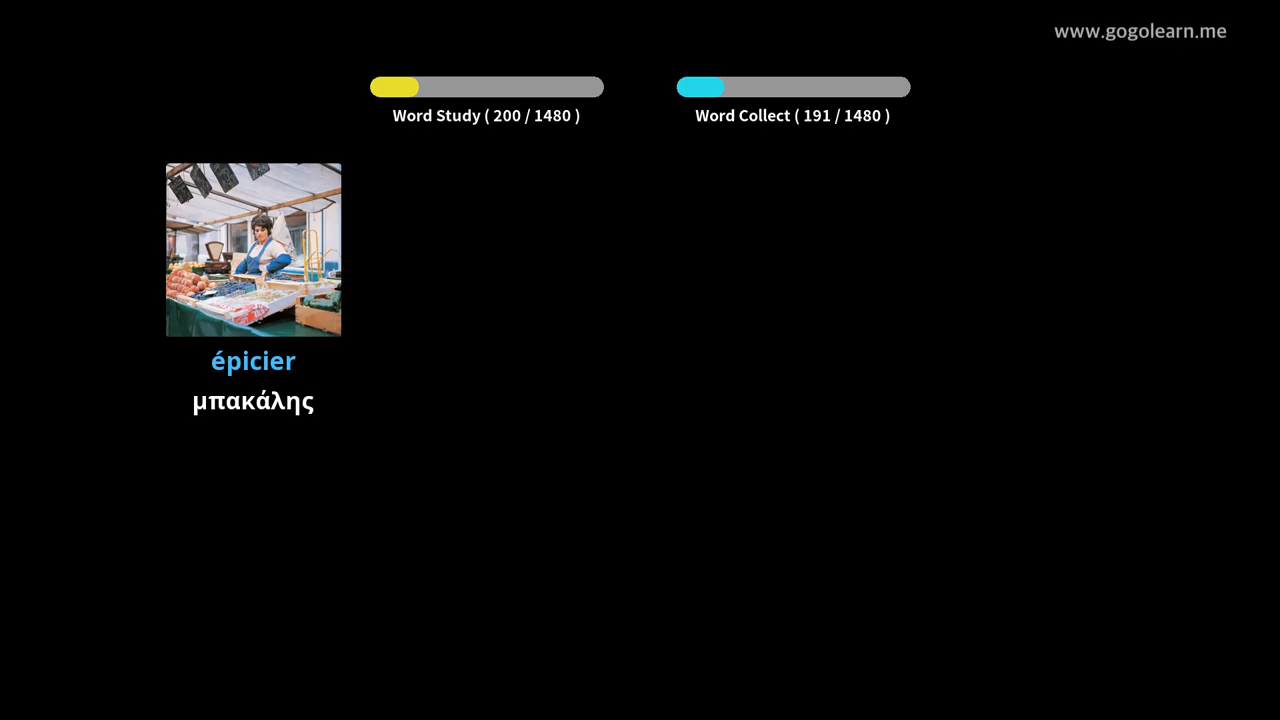 www.gogolearn.me
Word Study ( 200 / 1480 )
Word Collect ( 191 / 1480 )
épicier
μπακάλης